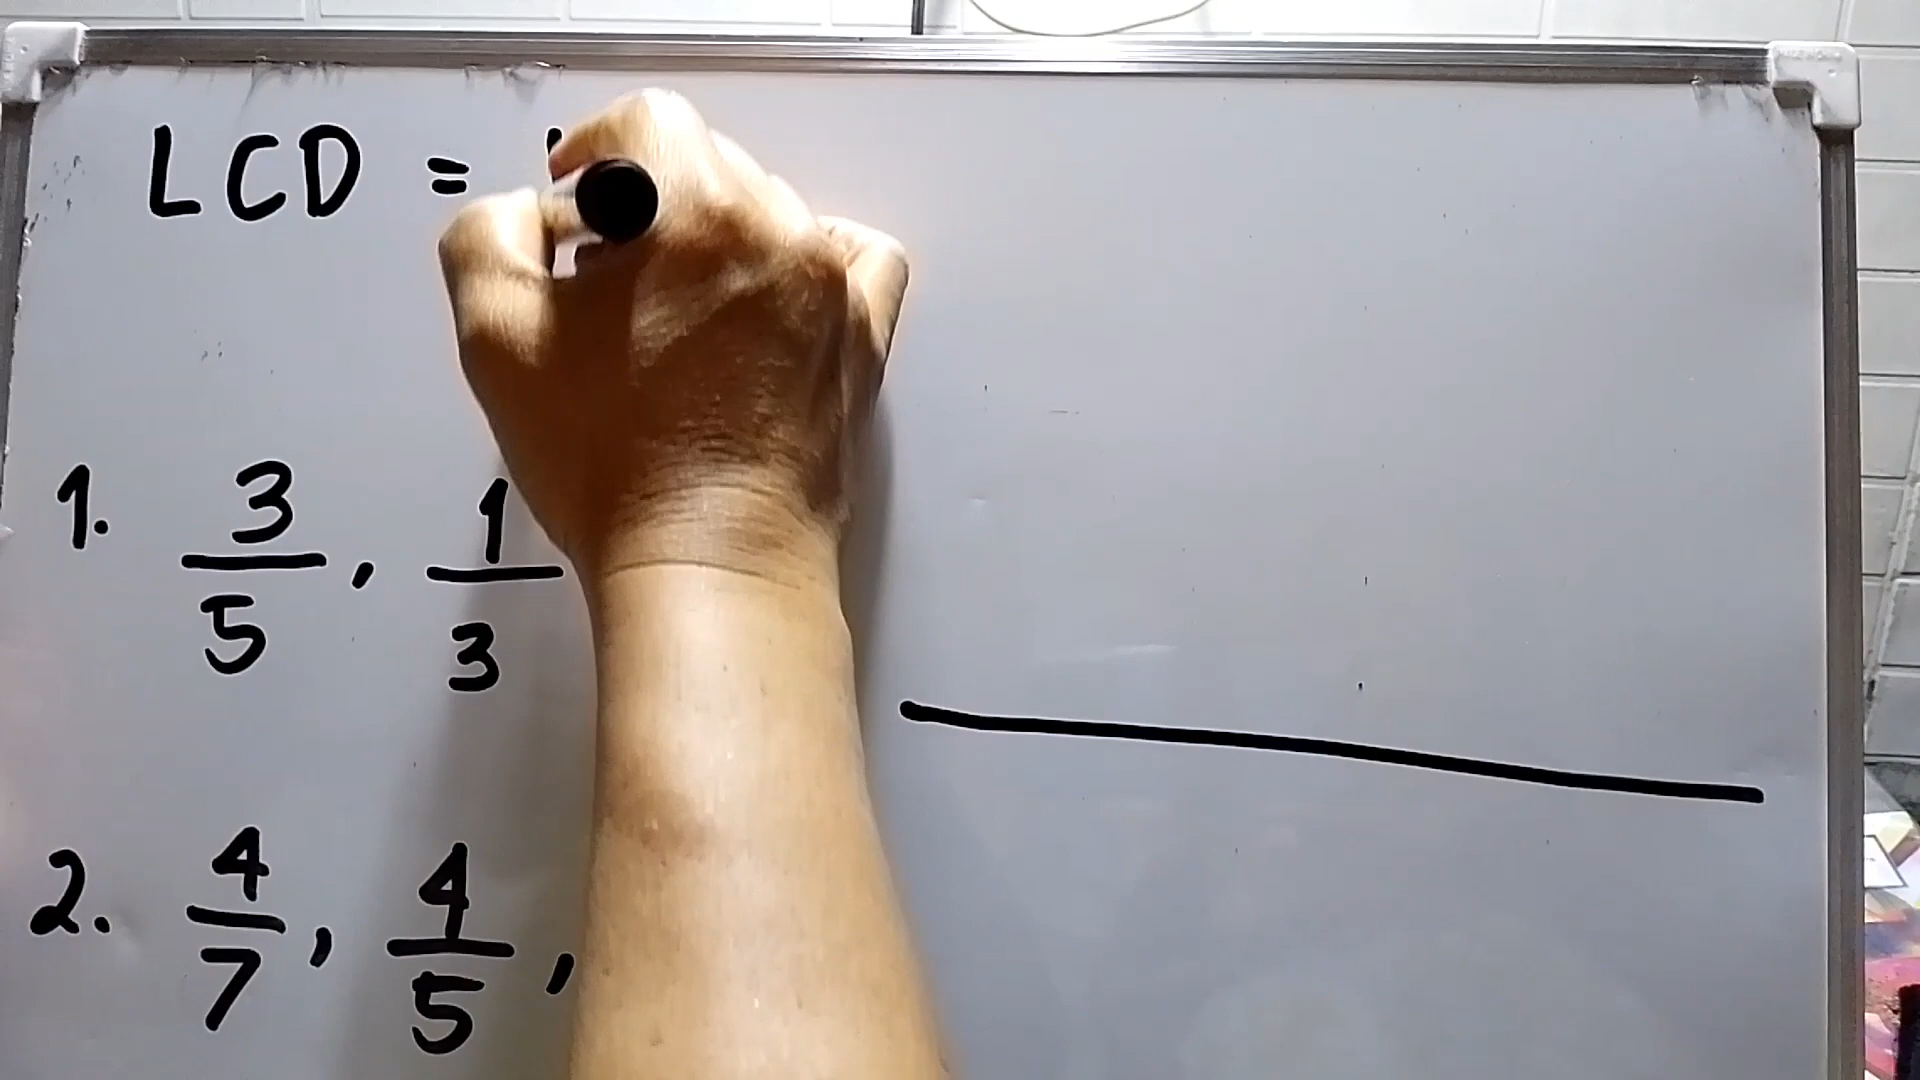 LCD =
1. 3/5, 1/3
2. 4/7, 4/5,